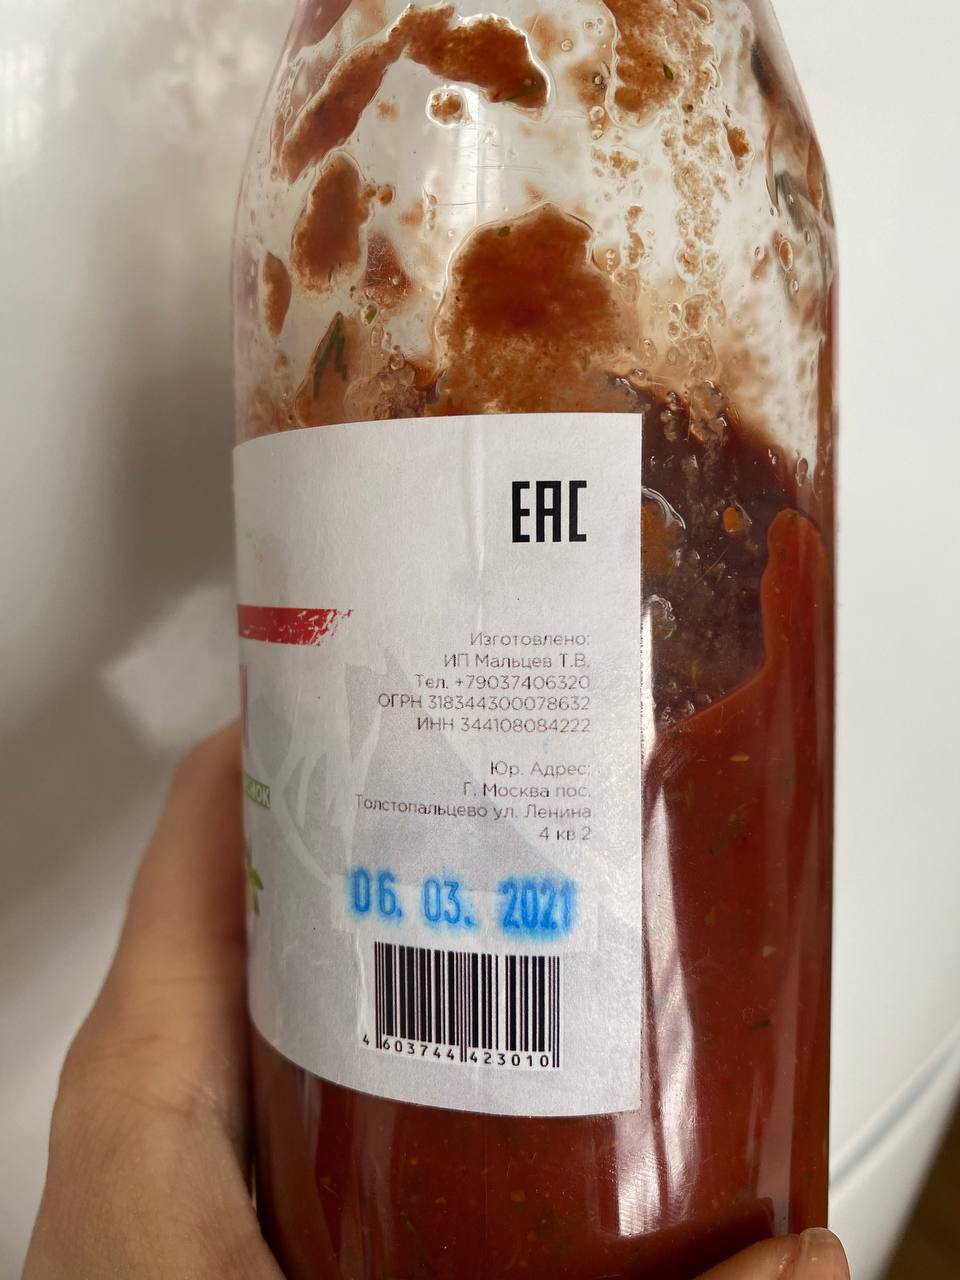 EAC
Изготовлено:
ИП Мальцев Т.В.
Тел. +79037406320
ОГРН 318344300078632
ИНН 344108084222
Юр. Адрес:
Г. Москва пос.
Толстопальцево ул. Ленина
4 кв 2
06. 03. 2021
4 603744 423010